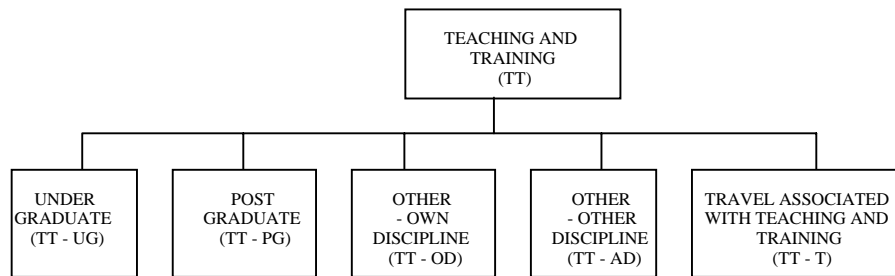 TEACHING AND
TRAINING
(TT)
UNDER
GRADUATE
(TT - UG)
POST
GRADUATE
(TT - PG)
OTHER
- OWN
DISCIPLINE
(TT - OD)
OTHER
- OTHER
DISCIPLINE
(TT - AD)
TRAVEL ASSOCIATED
WITH TEACHING AND
TRAINING
(TT - T)